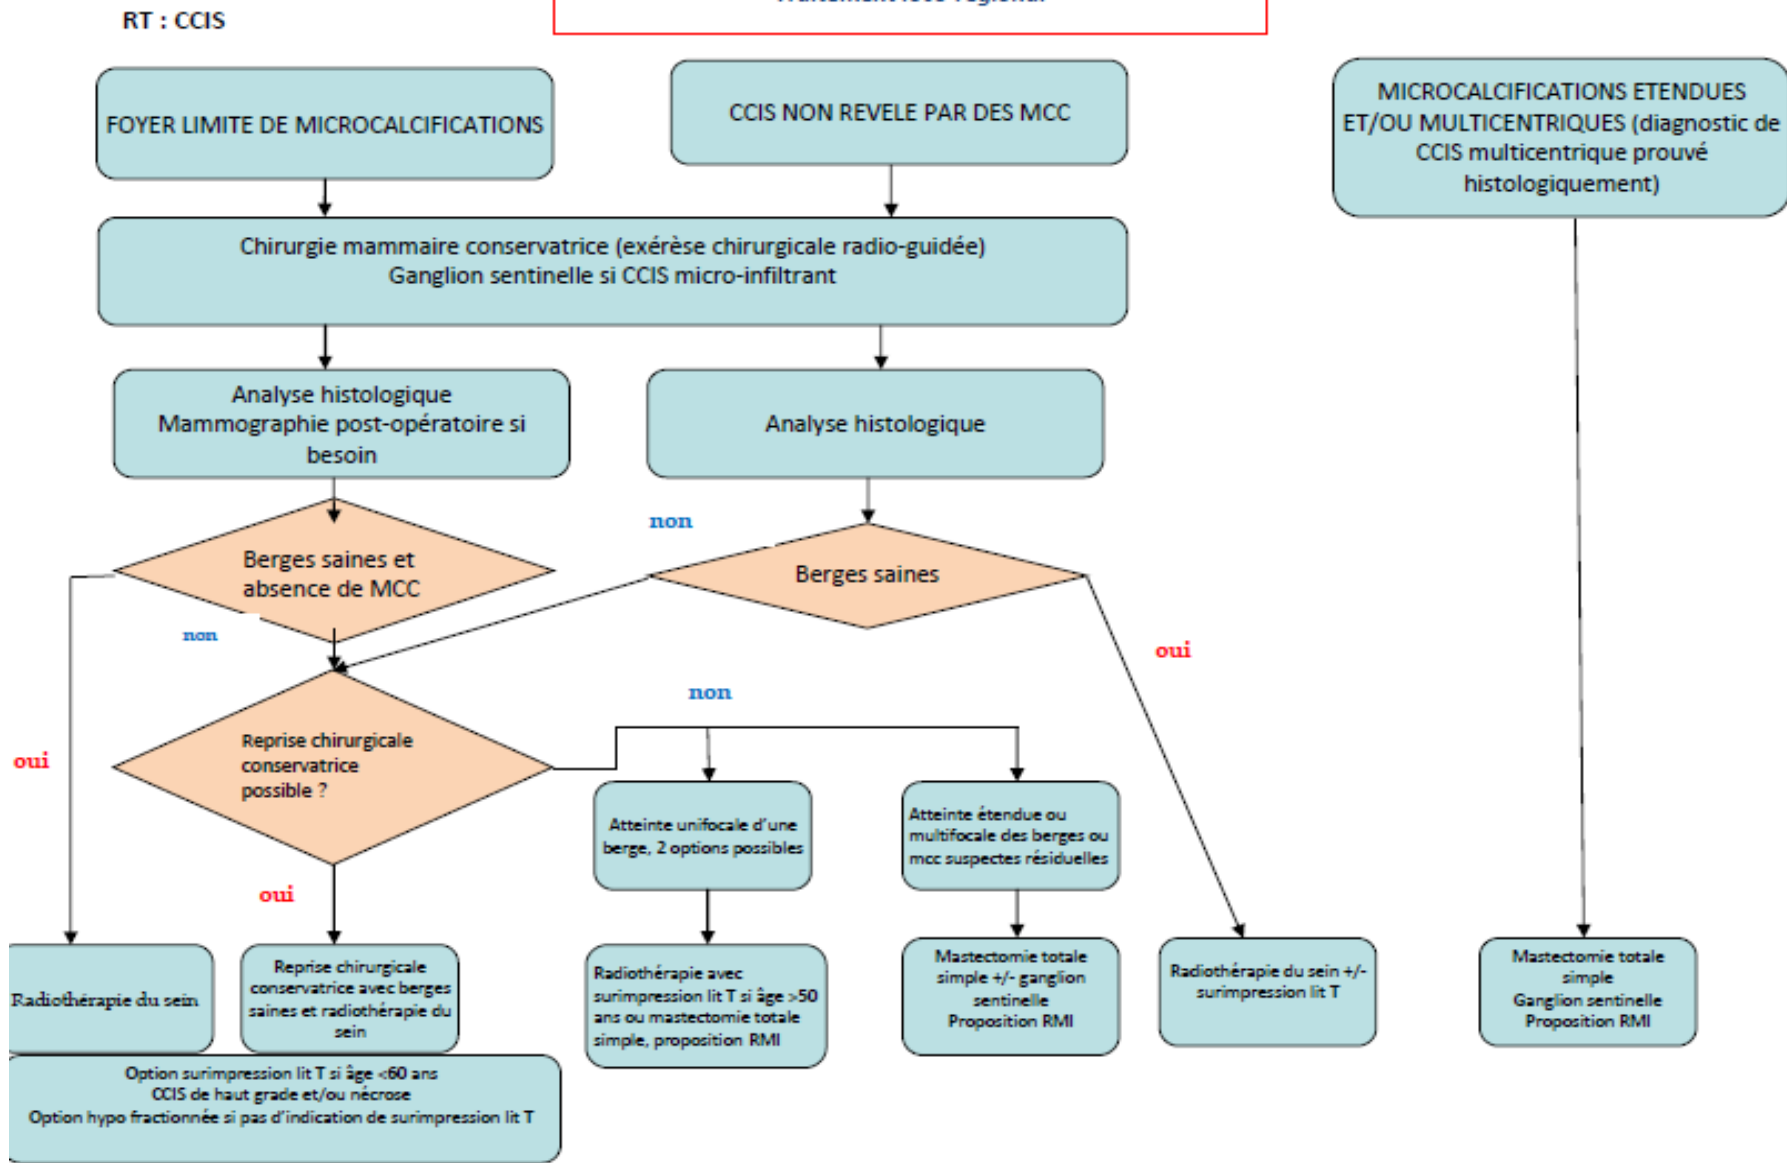 Traitement loco-régional
RT : CCIS
FOYER LIMITE DE MICROCALCIFICATIONS
CCIS NON REVELE PAR DES MCC
MICROCALCIFICATIONS ETENDUES
ET/OU MULTICENTRIQUES (diagnostic de
CCIS multicentrique prouvé
histologiquement)
Chirurgie mammaire conservatrice (exérèse chirurgicale radio-guidée)
Ganglion sentinelle si CCIS micro-infiltrant
Analyse histologique
Mammographie post-opératoire si
besoin
Analyse histologique
non
Berges saines et
absence de MCC
Berges saines
non
oui
non
Reprise chirurgicale
conservatrice
possible ?
oui
Atteinte unifocale d'une
berge, 2 options possibles
Atteinte étendue ou
multifocale des berges ou
mcc suspectes résiduelles
oui
Radiothérapie du sein
Reprise chirurgicale
conservatrice avec berges
saines et radiothérapie du
sein
Radiothérapie avec
surimpression lit T si âge >50
ans ou mastectomie totale
simple, proposition RMI
Mastectomie totale
simple +/- ganglion
sentinelle
Proposition RMI
Radiothérapie du sein +/-
surimpression lit T
Mastectomie totale
simple
Ganglion sentinelle
Proposition RMI
Option surimpression lit T si âge <60 ans
CCIS de haut grade et/ou nécrose
Option hypo fractionnée si pas d'indication de surimpression lit T